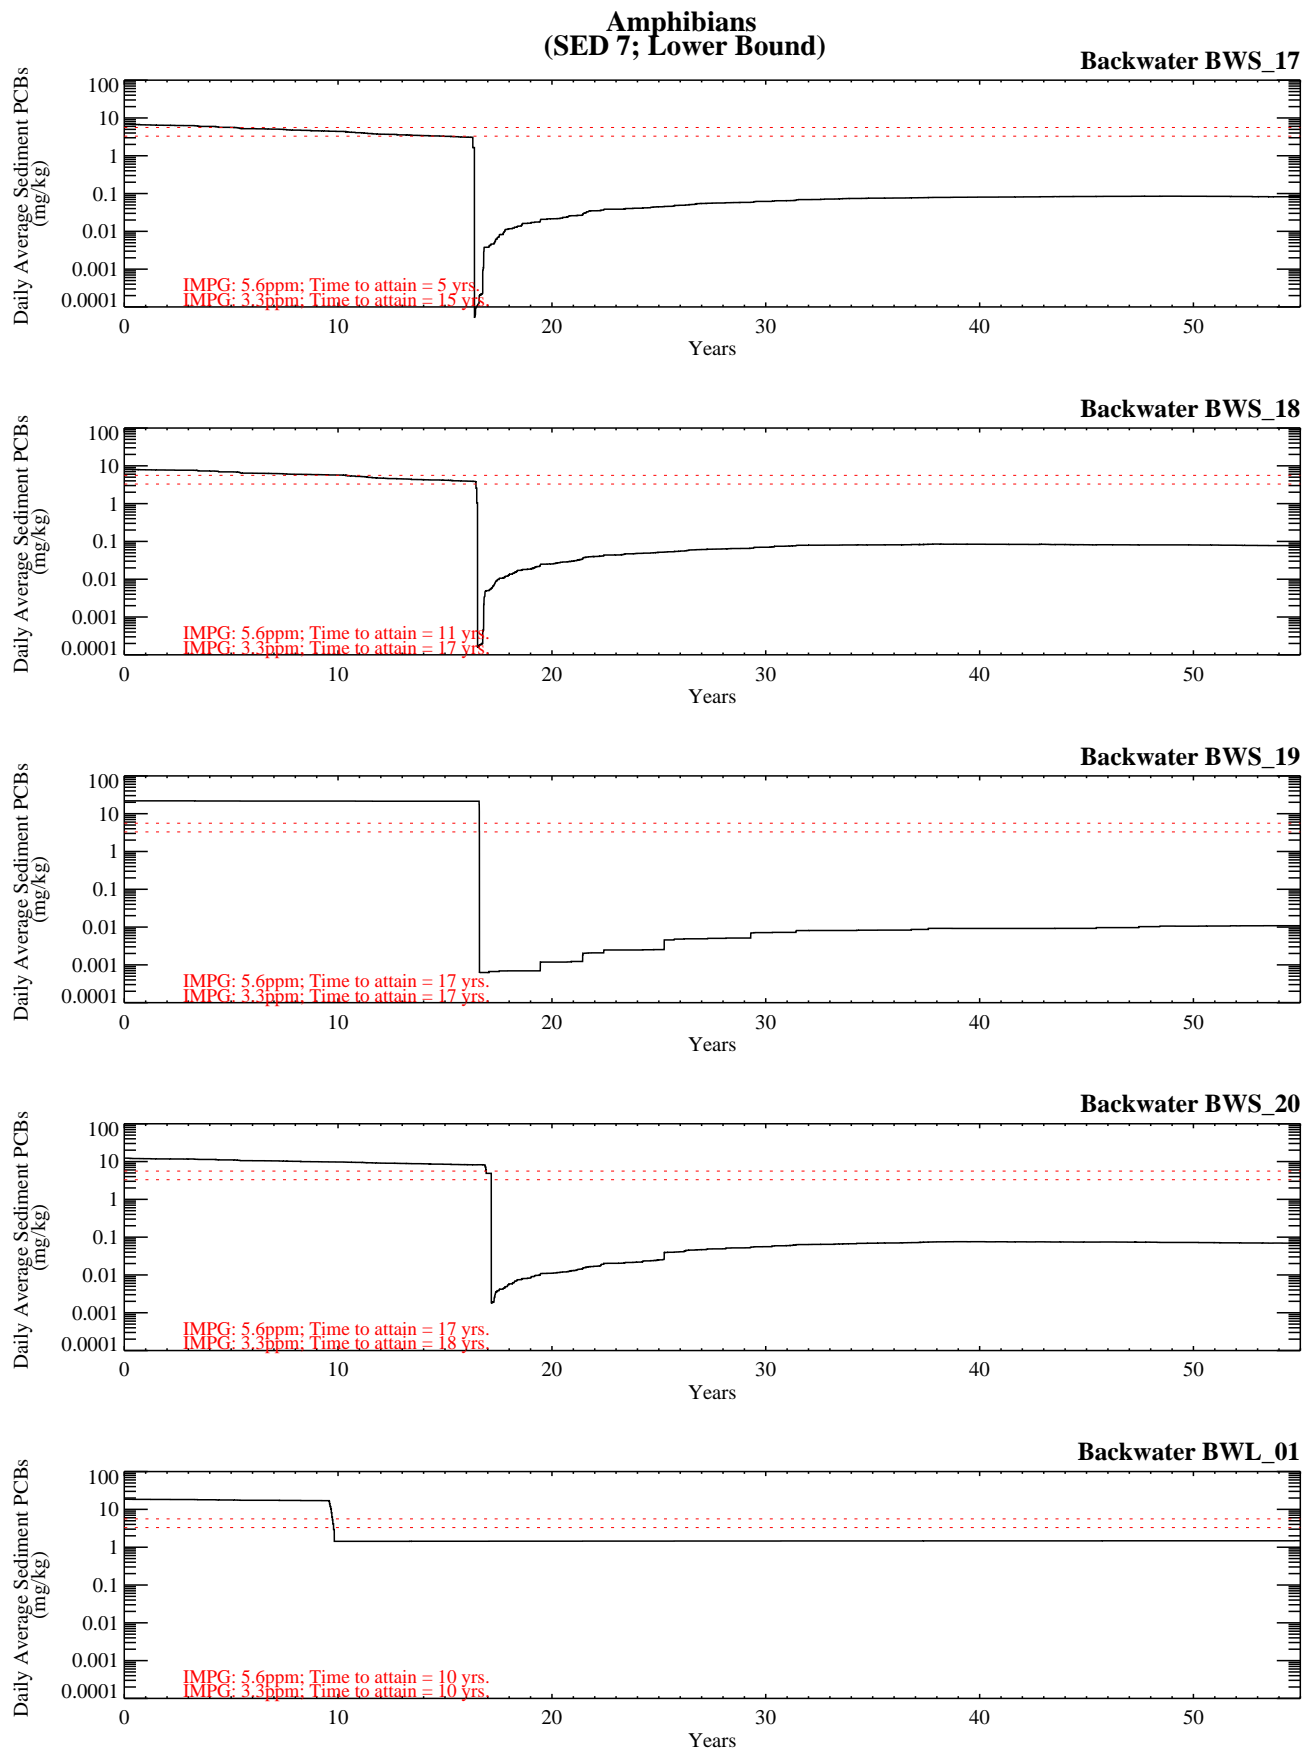 Amphibians
(SED 7; Lower Bound)
Backwater BWS_17
Daily Average Sediment PCBs
(mg/kg)
100
10
1
0.1
0.01
0.001
0.0001
IMPG: 5.6ppm; Time to attain = 5 yrs.
IMPG: 3.3ppm; Time to attain = 15 yrs.
0 10 20 30 40 50
Years
Backwater BWS_18
Daily Average Sediment PCBs
(mg/kg)
100
10
1
0.1
0.01
0.001
0.0001
IMPG: 5.6ppm; Time to attain = 11 yrs.
IMPG: 3.3ppm; Time to attain = 17 yrs.
0 10 20 30 40 50
Years
Backwater BWS_19
Daily Average Sediment PCBs
(mg/kg)
100
10
1
0.1
0.01
0.001
0.0001
IMPG: 5.6ppm; Time to attain = 17 yrs.
IMPG: 3.3ppm; Time to attain = 17 yrs.
0 10 20 30 40 50
Years
Backwater BWS_20
Daily Average Sediment PCBs
(mg/kg)
100
10
1
0.1
0.01
0.001
0.0001
IMPG: 5.6ppm; Time to attain = 17 yrs.
IMPG: 3.3ppm; Time to attain = 18 yrs.
0 10 20 30 40 50
Years
Backwater BWL_01
Daily Average Sediment PCBs
(mg/kg)
100
10
1
0.1
0.01
0.001
0.0001
IMPG: 5.6ppm; Time to attain = 10 yrs.
IMPG: 3.3ppm; Time to attain = 10 yrs.
0 10 20 30 40 50
Years